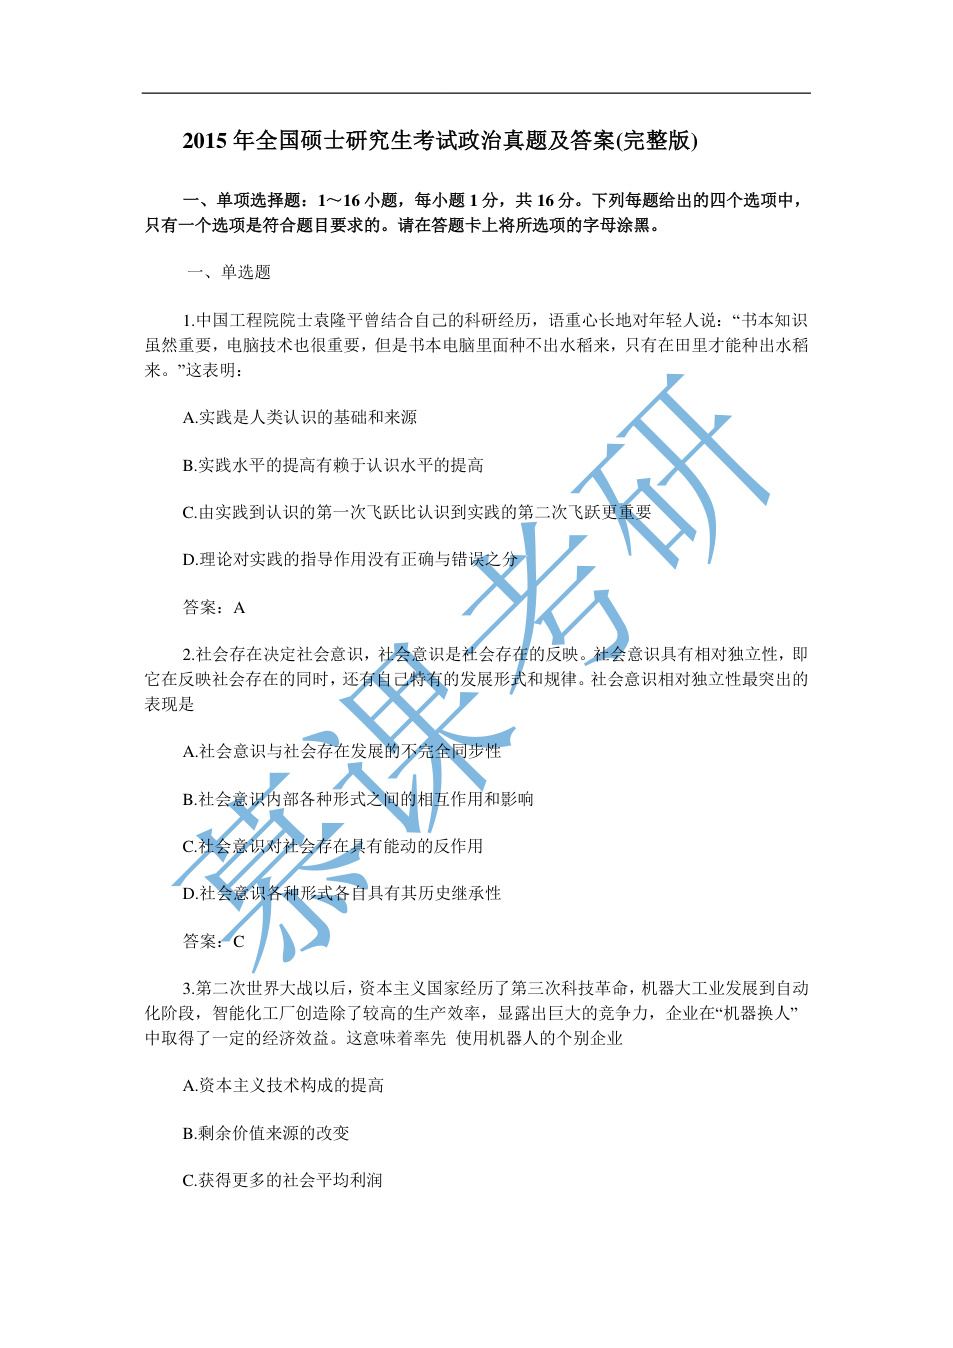 2015 年全国硕士研究生考试政治真题及答案(完整版)
一、单项选择题：1～16 小题，每小题 1 分，共 16 分。下列每题给出的四个选项中，
只有一个选项是符合题目要求的。请在答题卡上将所选项的字母涂黑。
一、单选题
1.中国工程院院士袁隆平曾结合自己的科研经历，语重心长地对年轻人说：“书本知识
虽然重要，电脑技术也很重要，但是书本电脑里面种不出水稻来，只有在田里才能种出水稻
来。”这表明：
A.实践是人类认识的基础和来源
B.实践水平的提高有赖于认识水平的提高
C.由实践到认识的第一次飞跃比认识到实践的第二次飞跃更重要
D.理论对实践的指导作用没有正确与错误之分
答案：A
2.社会存在决定社会意识，社会意识是社会存在的反映。社会意识具有相对独立性，即
它在反映社会存在的同时，还有自己特有的发展形式和规律。社会意识相对独立性最突出的
表现是
A.社会意识与社会存在发展的不完全同步性
B.社会意识内部各种形式之间的相互作用和影响
C.社会意识对社会存在具有能动的反作用
D.社会意识各种形式各自具有其历史继承性
答案：C
3.第二次世界大战以后，资本主义国家经历了第三次科技革命，机器大工业发展到自动
化阶段，智能化工厂创造除了较高的生产效率，显露出巨大的竞争力，企业在“机器换人”
中取得了一定的经济效益。这意味着率先 使用机器人的个别企业
A.资本主义技术构成的提高
B.剩余价值来源的改变
C.获得更多的社会平均利润
慕课考研